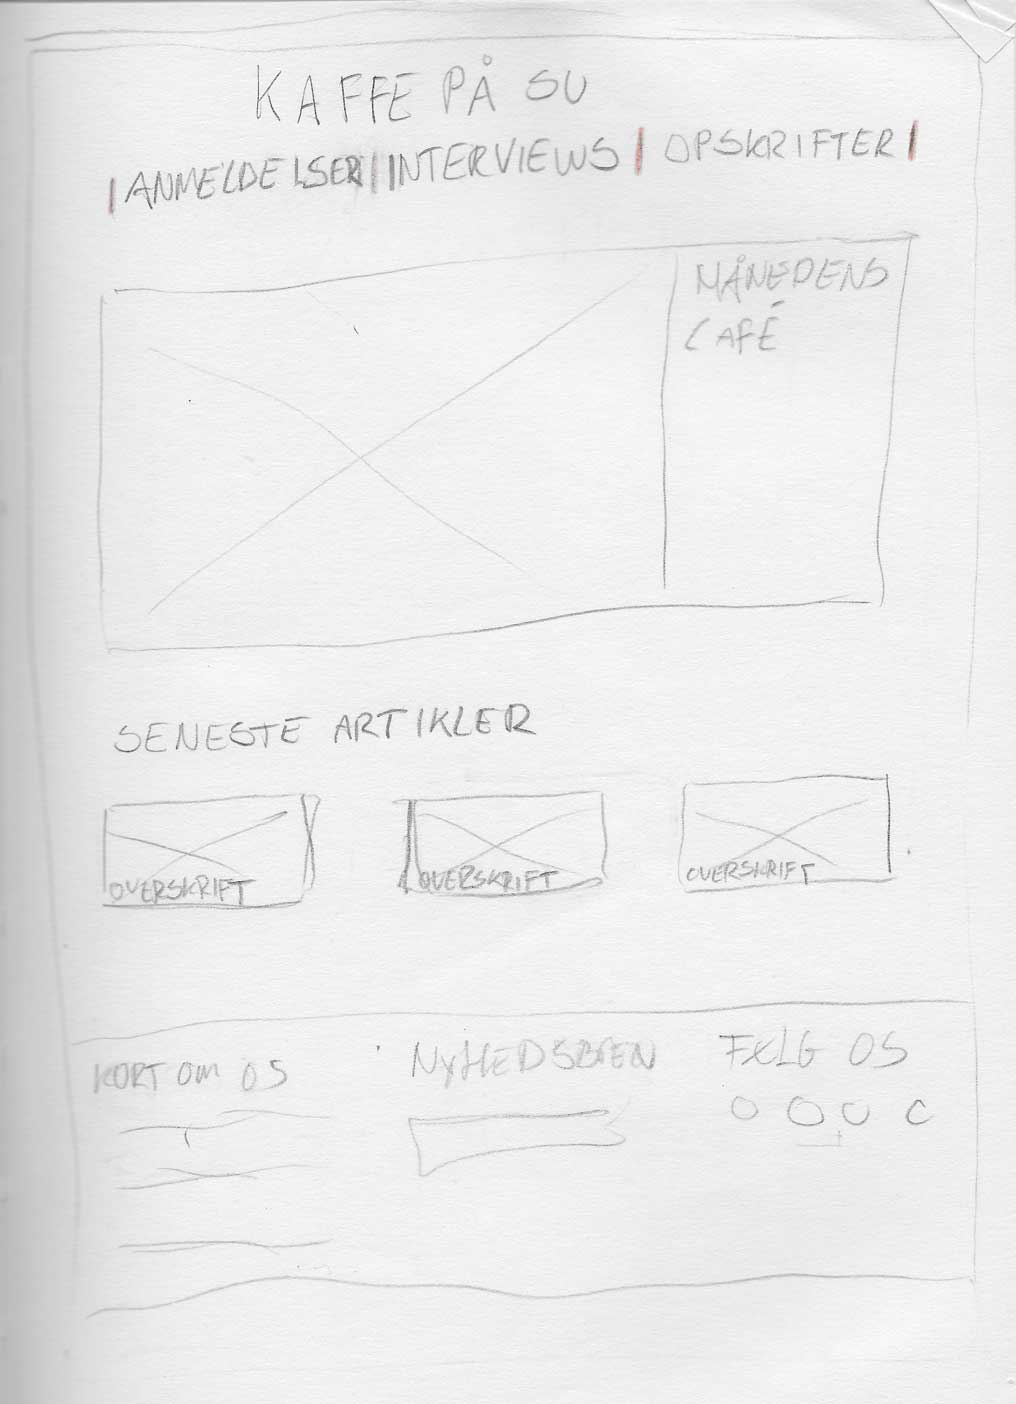 KAFFE PÅ SU
|ANMELDELSER||INTERVIEWS|OPSKRIFTER|
MÅNEDENS
CAFÉ
SENESTE ARTIKLER
OVERSKRIFT
OVERSKRIFT
OVERSKRIFT
KORT OM OS
NYHEDSBREV
FØLG OS